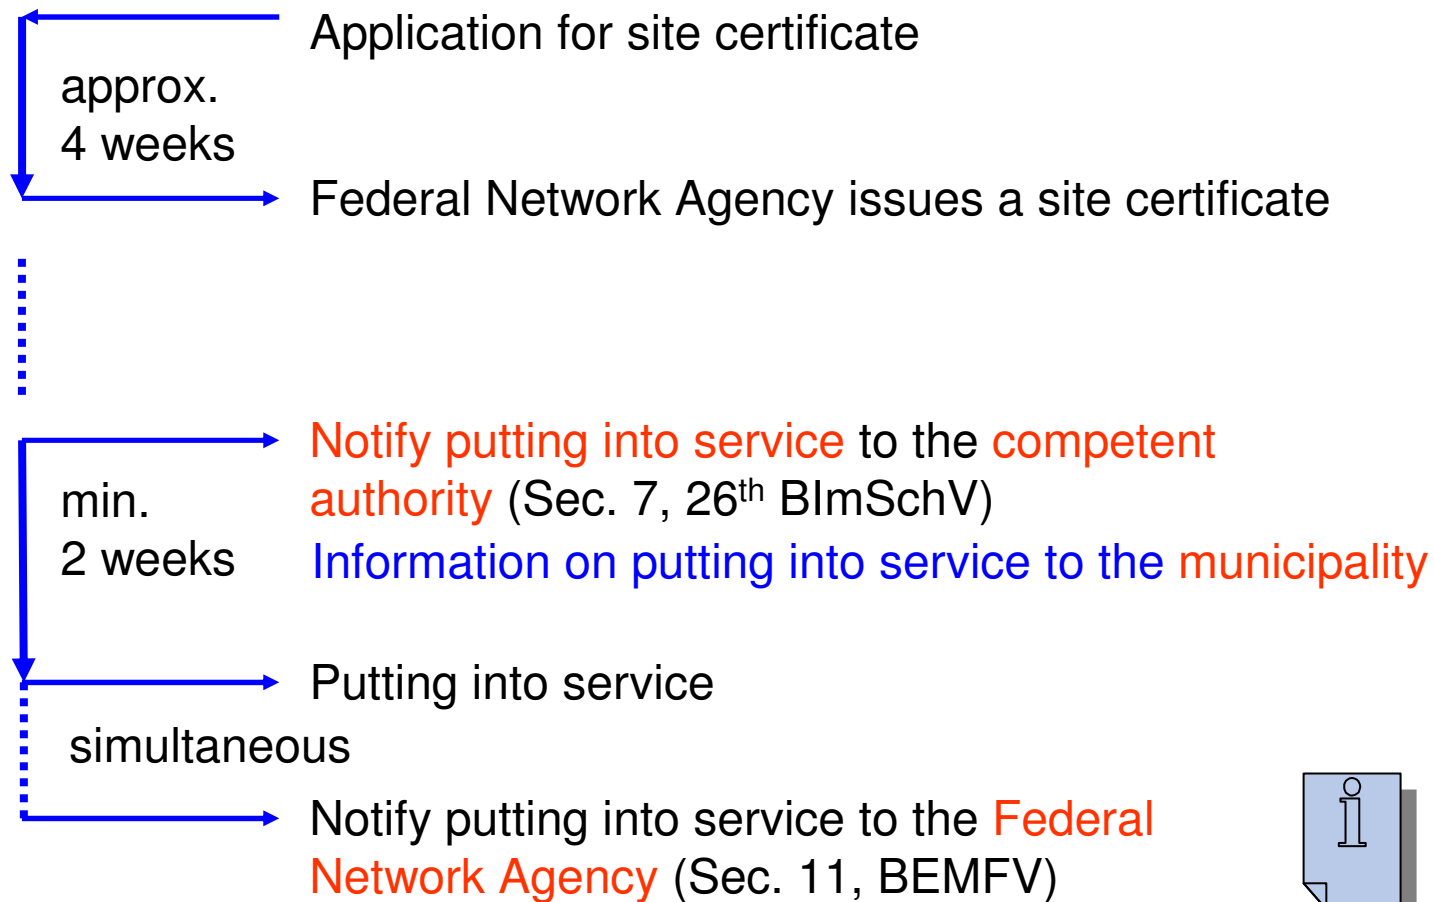 Application for site certificate
approx.
4 weeks
Federal Network Agency issues a site certificate
Notify putting into service to the competent
authority (Sec. 7, 26th BImSchV)
min.
2 weeks
Information on putting into service to the municipality
Putting into service
simultaneous
Notify putting into service to the Federal
Network Agency (Sec. 11, BEMFV)
i